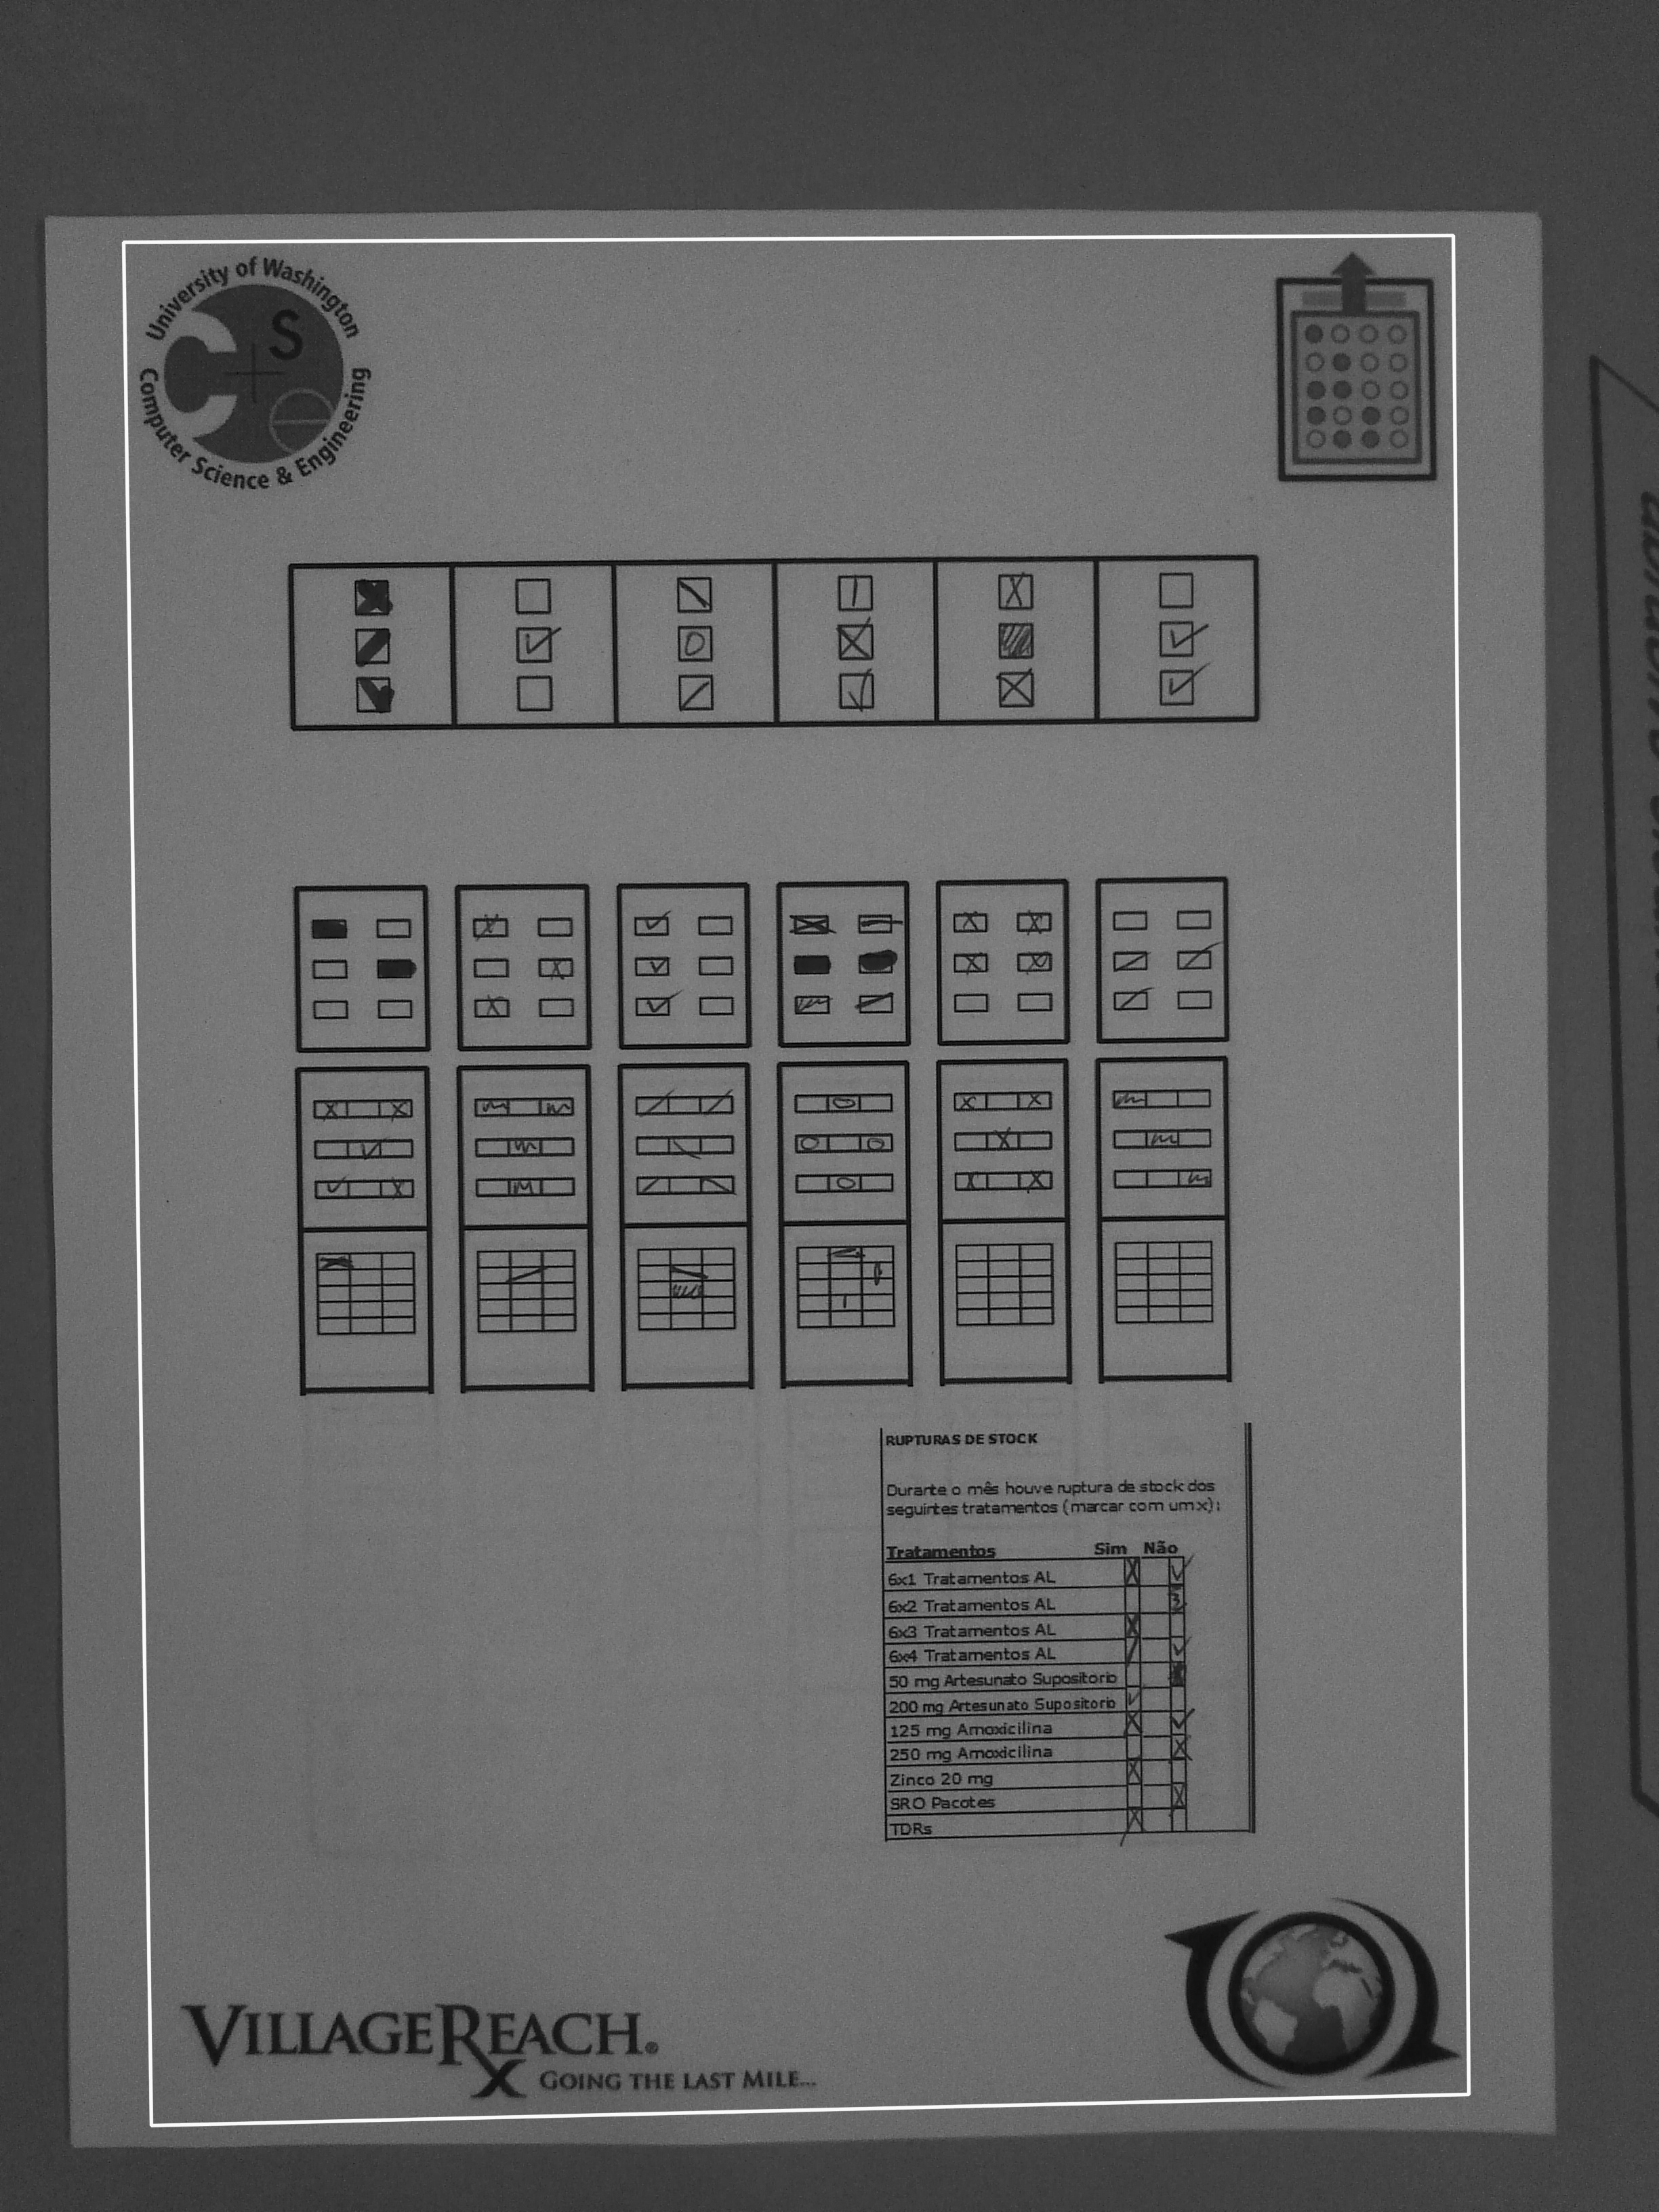 University of Washington
Computer Science & Engineering
C + S e
RUPTURAS DE STOCK
Durante o mês houve ruptura de stock dos
seguintes tratamentos (marcar com um x):
Tratamentos Sim Não
6x1 Tratamentos AL
6x2 Tratamentos AL
6x3 Tratamentos AL
6x4 Tratamentos AL
50 mg Artesunato Supositorio
200 mg Artesunato Supositorio
125 mg Amoxicilina
250 mg Amoxicilina
Zinco 20 mg
SRO Pacotes
TDRs
VILLAGEREACH.
GOING THE LAST MILE...